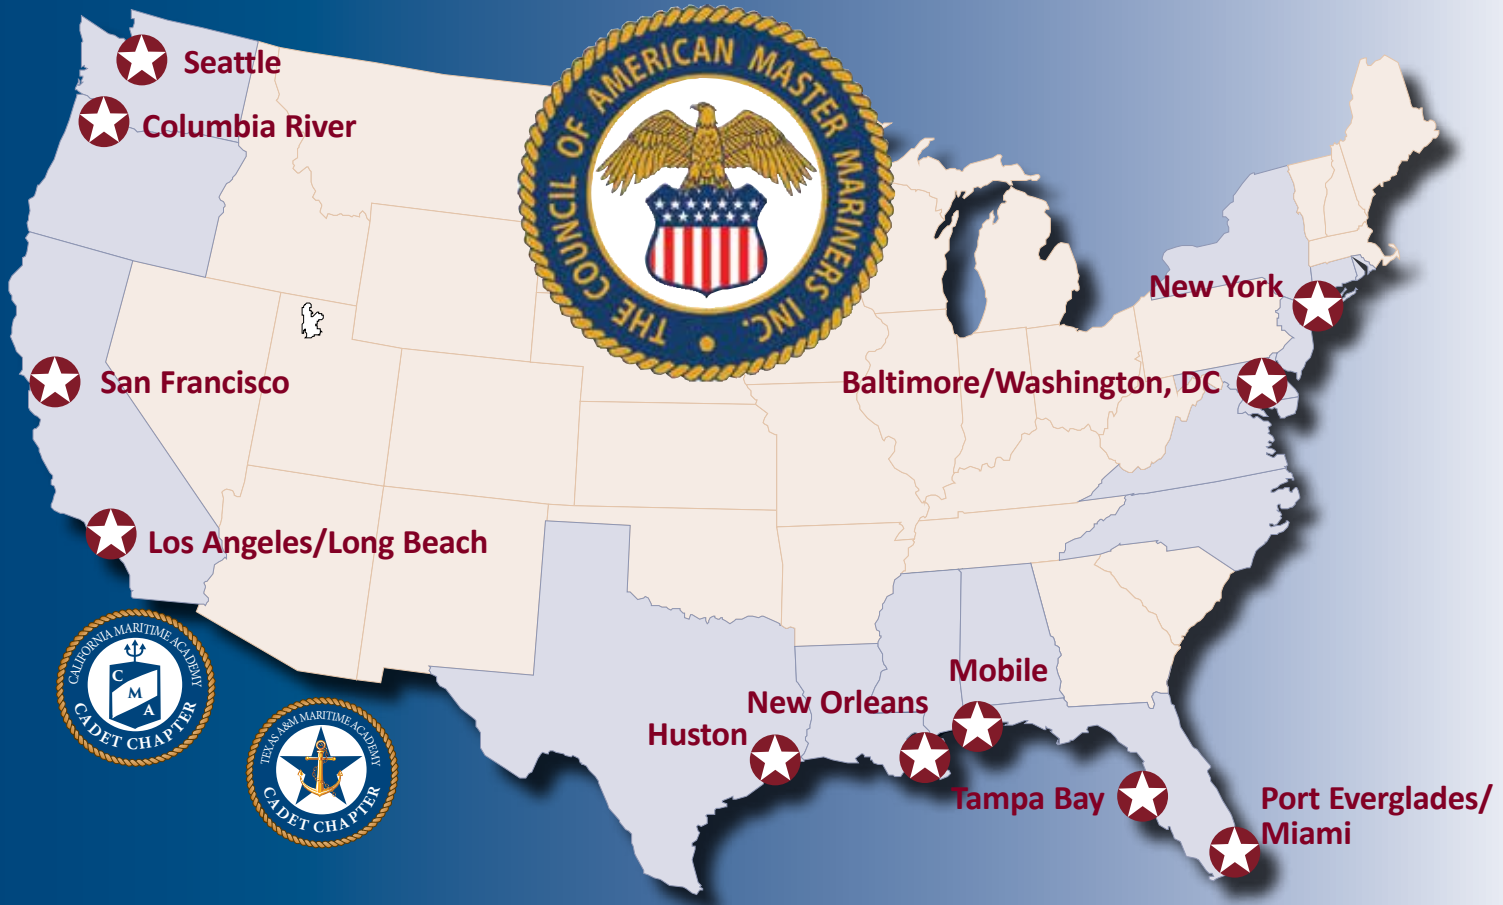 THE COUNCIL OF AMERICAN MASTER MARINERS INC.
Seattle
Columbia River
New York
San Francisco
Baltimore/Washington, DC
Los Angeles/Long Beach
CALIFORNIA MARITIME ACADEMY
C
M
A
CADET CHAPTER
Mobile
New Orleans
Huston
TEXAS A&M MARITIME ACADEMY
CADET CHAPTER
Tampa Bay
Port Everglades/
Miami